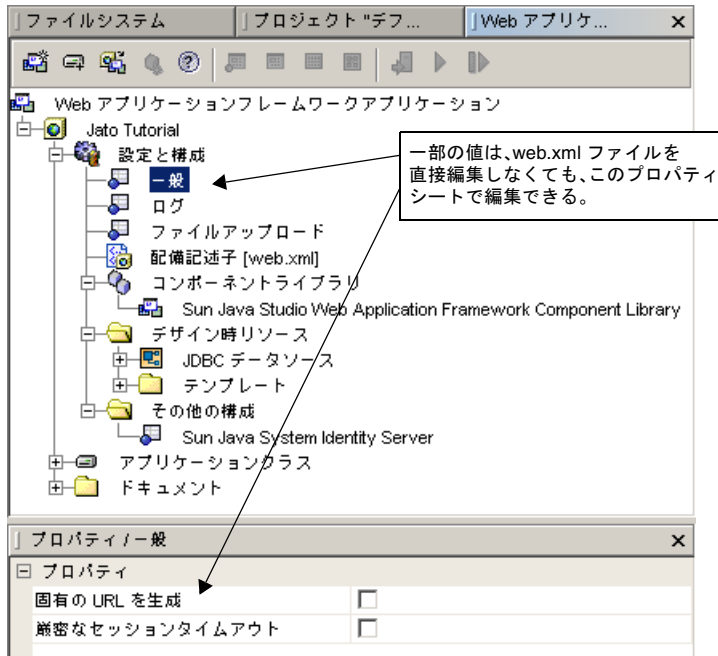 ファイルシステム
プロジェクト "デフ...
Web アプリケ...
Web アプリケーションフレームワークアプリケーション
Jato Tutorial
設定と構成
一般
ログ
ファイルアップロード
配備記述子 [web.xml]
コンポーネントライブラリ
Sun Java Studio Web Application Framework Component Library
デザイン時リソース
JDBC データソース
テンプレート
その他の構成
Sun Java System Identity Server
アプリケーションクラス
ドキュメント
一部の値は、web.xml ファイルを
直接編集しなくても、このプロパティ
シートで編集できる。
プロパティ / 一般
プロパティ
固有の URL を生成
厳密なセッションタイムアウト